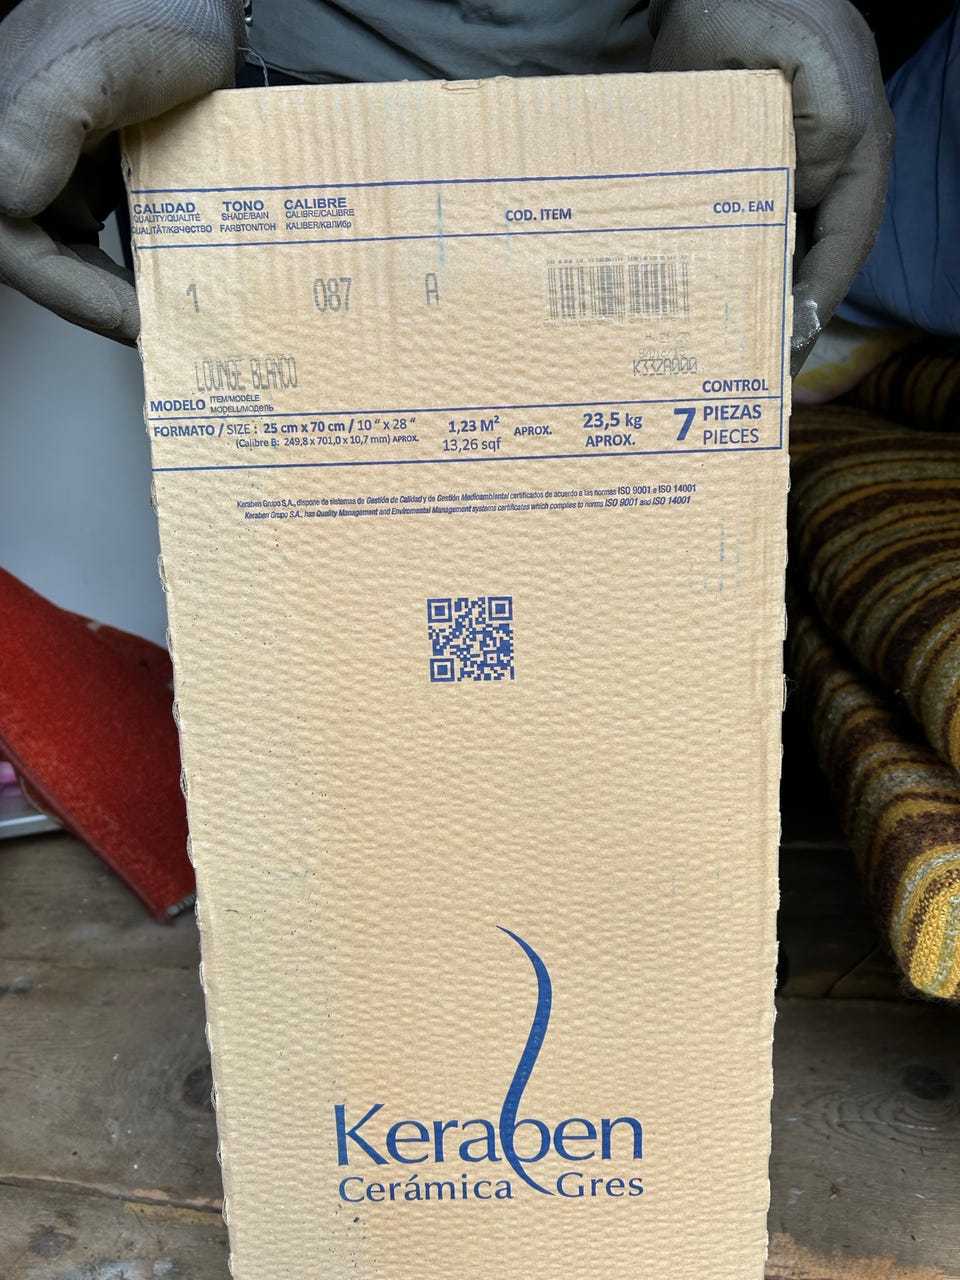 CALIDAD TONO CALIBRE COD. ITEM COD. EAN
QUALITY/QUALITÉ SHADE/BAIN CALIBRE/CALIBRE
QUALITÄT/качество FARBTON/ТОН KALIBER/калибр
1 087 A
LOUNGE BLANCO K33ZA000
MODELO ITEM/MODÈLE CONTROL
MODELL/модель
FORMATO / SIZE : 25 cm x 70 cm / 10 " x 28 " 1,23 M² APROX. 23,5 kg 7 PIEZAS
(Calibre B: 249,8 x 701,0 x 10,7 mm) APROX. 13,26 sqf APROX. PIECES
Keraben Grupo S.A., dispone de sistemas de Gestión de Calidad y de Gestión Medioambiental certificados de acuerdo a las normas ISO 9001 e ISO 14001
Keraben Grupo S.A., has Quality Management and Enviromental Management systems certificates which complies to norms ISO 9001 and ISO 14001
Keraben
Cerámica Gres